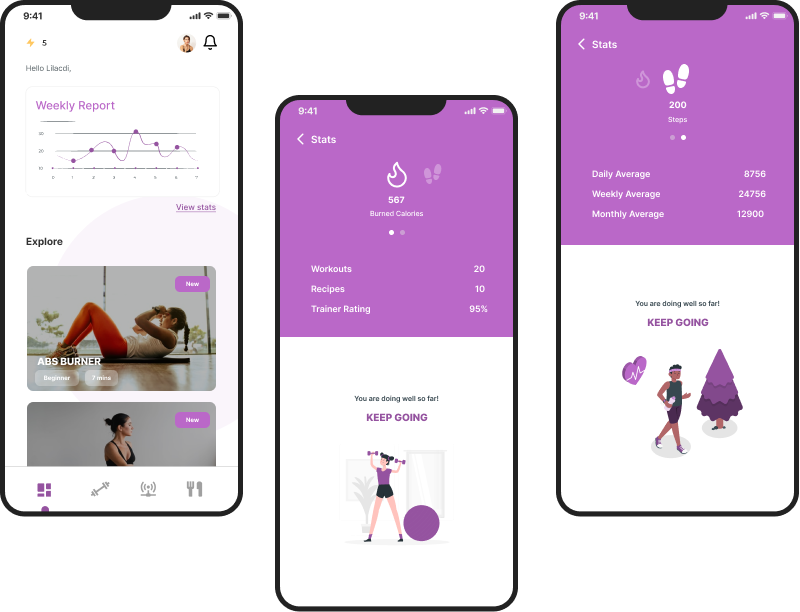 9:41
5
Hello Lilacdi,
Weekly Report
30
20
10
0 1 2 3 4 5 6 7
View stats
Explore
New
ABS BURNER
Beginner 7 mins
New
9:41
Stats
567
Burned Calories
Workouts 20
Recipes 10
Trainer Rating 95%
You are doing well so far!
KEEP GOING
9:41
Stats
200
Steps
Daily Average 8756
Weekly Average 24756
Monthly Average 12900
You are doing well so far!
KEEP GOING